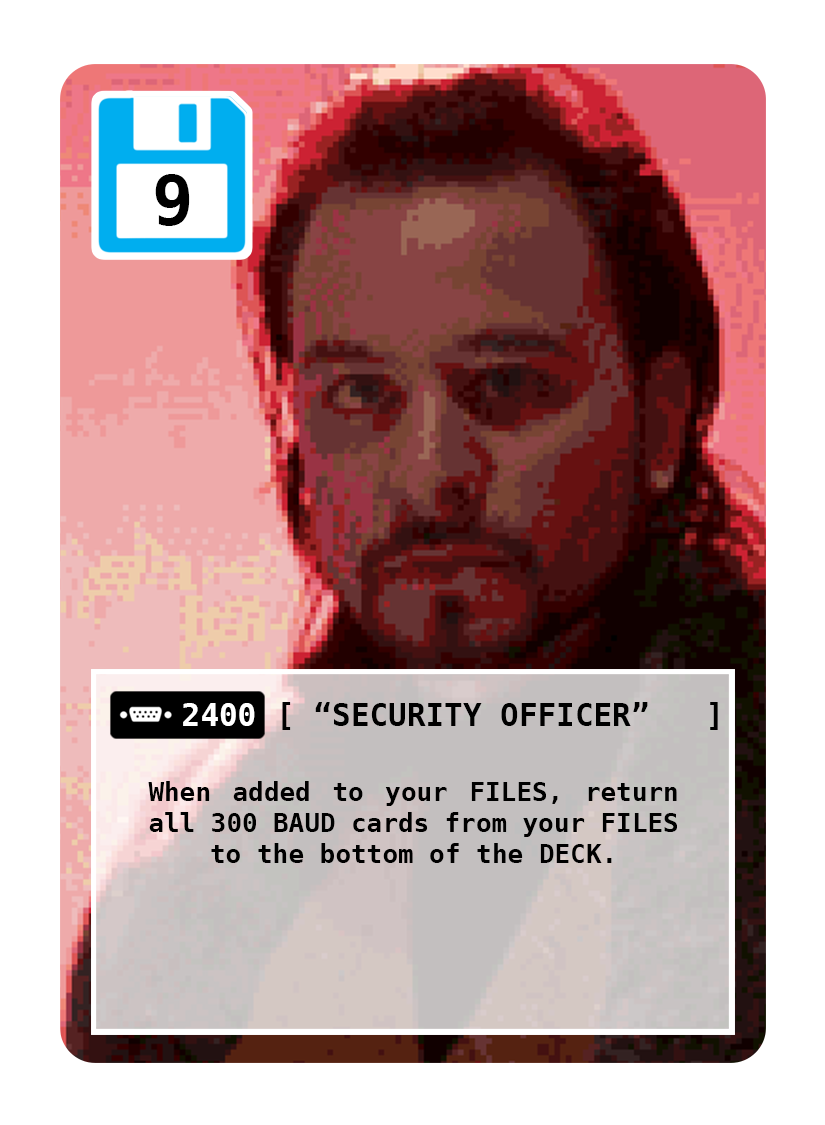 9
2400 [ “SECURITY OFFICER” ]
When added to your FILES, return
all 300 BAUD cards from your FILES
to the bottom of the DECK.